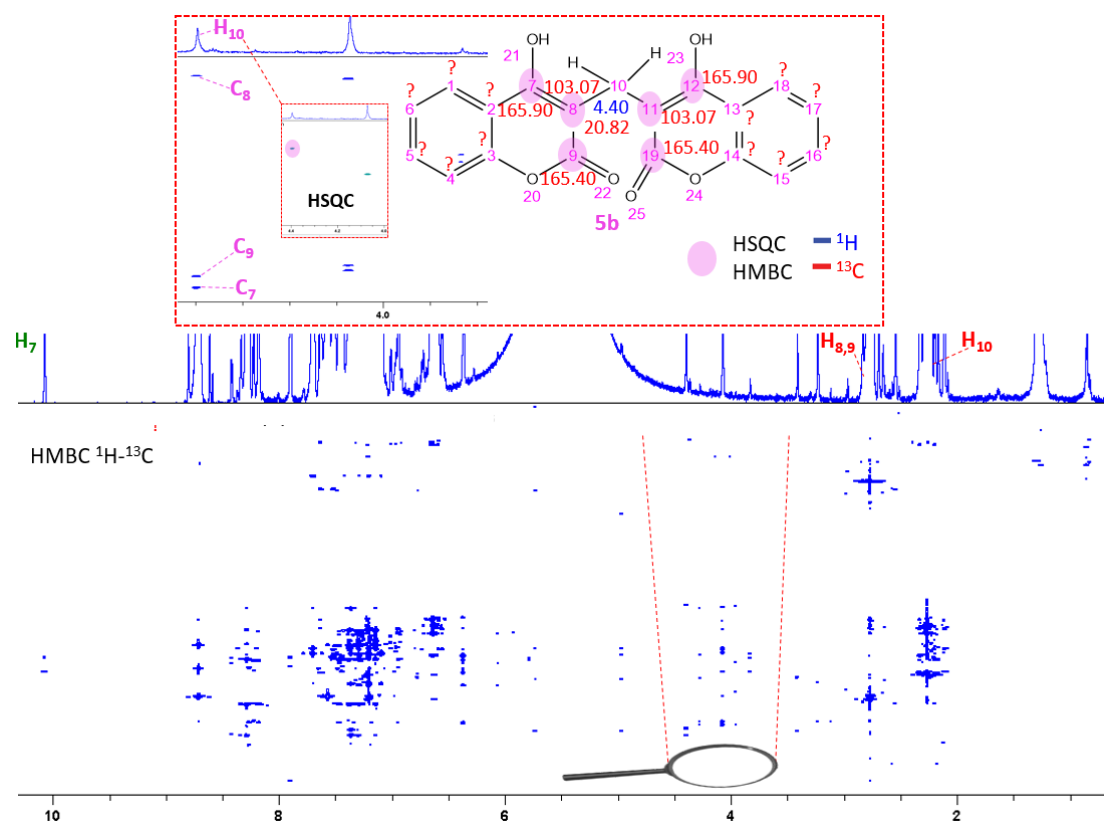 H10
OH
OH
21
23
H
H
165.90
C8
?
7
103.07
10
12
?
1
18
?
6
2
165.90
8
4.40
11
13
17
?
?
20.82
103.07
HSQC
5
3
?
9
165.40
19
14
?
16
?
?
4
O
165.40
O
O
?
15
20
22
O
24
25
5b
C9
C7
HSQC
HMBC
1H
13C
4.0
H7
H8,9
H10
HMBC 1H-13C
10
8
6
4
2